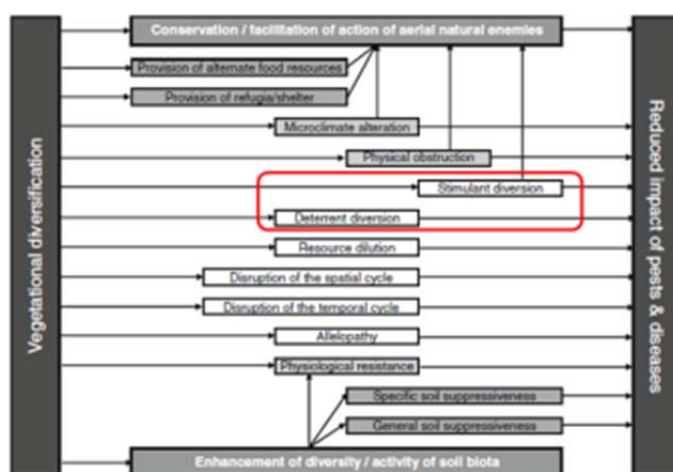 Conservation / facilitation of action of aerial natural enemies
Provision of alternate food resources
Provision of refugia/shelter
Microclimate alteration
Physical obstruction
Stimulant diversion
Deterrent diversion
Resource dilution
Disruption of the spatial cycle
Disruption of the temporal cycle
Allelopathy
Physiological resistance
Specific soil suppressiveness
General soil suppressiveness
Enhancement of diversity / activity of soil biota
Vegetational diversification
Reduced impact of pests & diseases